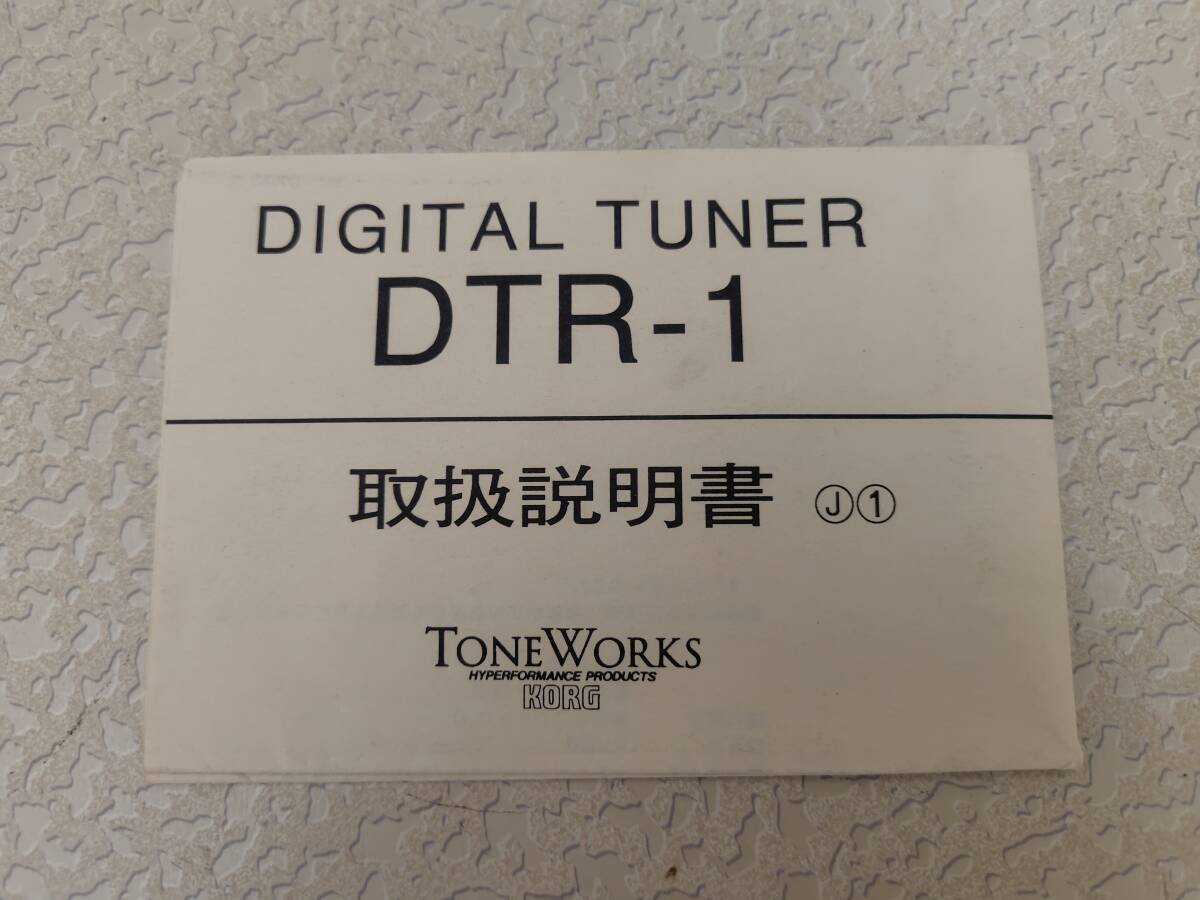 DIGITAL TUNER
DTR-1
取扱説明書 Ⓙ①
TONEWORKS
HYPERFORMANCE PRODUCTS
KORG